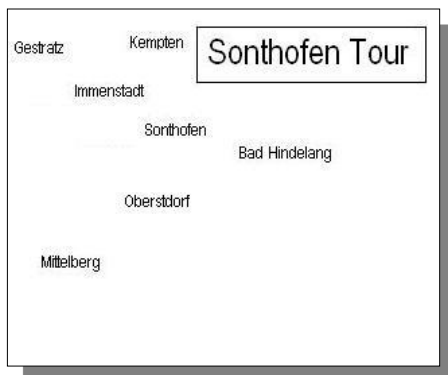 Gestratz
Kempten
Sonthofen Tour
Immenstadt
Sonthofen
Bad Hindelang
Oberstdorf
Mittelberg